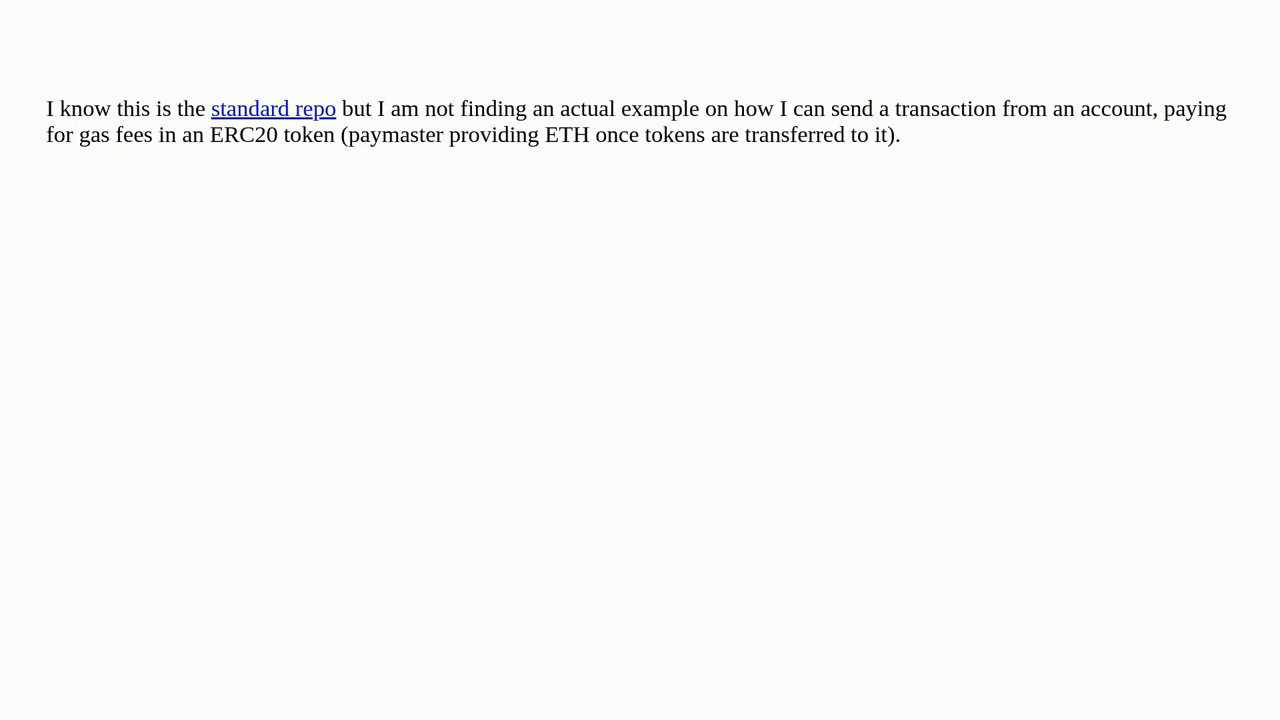 I know this is the standard repo but I am not finding an actual example on how I can send a transaction from an account, paying
for gas fees in an ERC20 token (paymaster providing ETH once tokens are transferred to it).